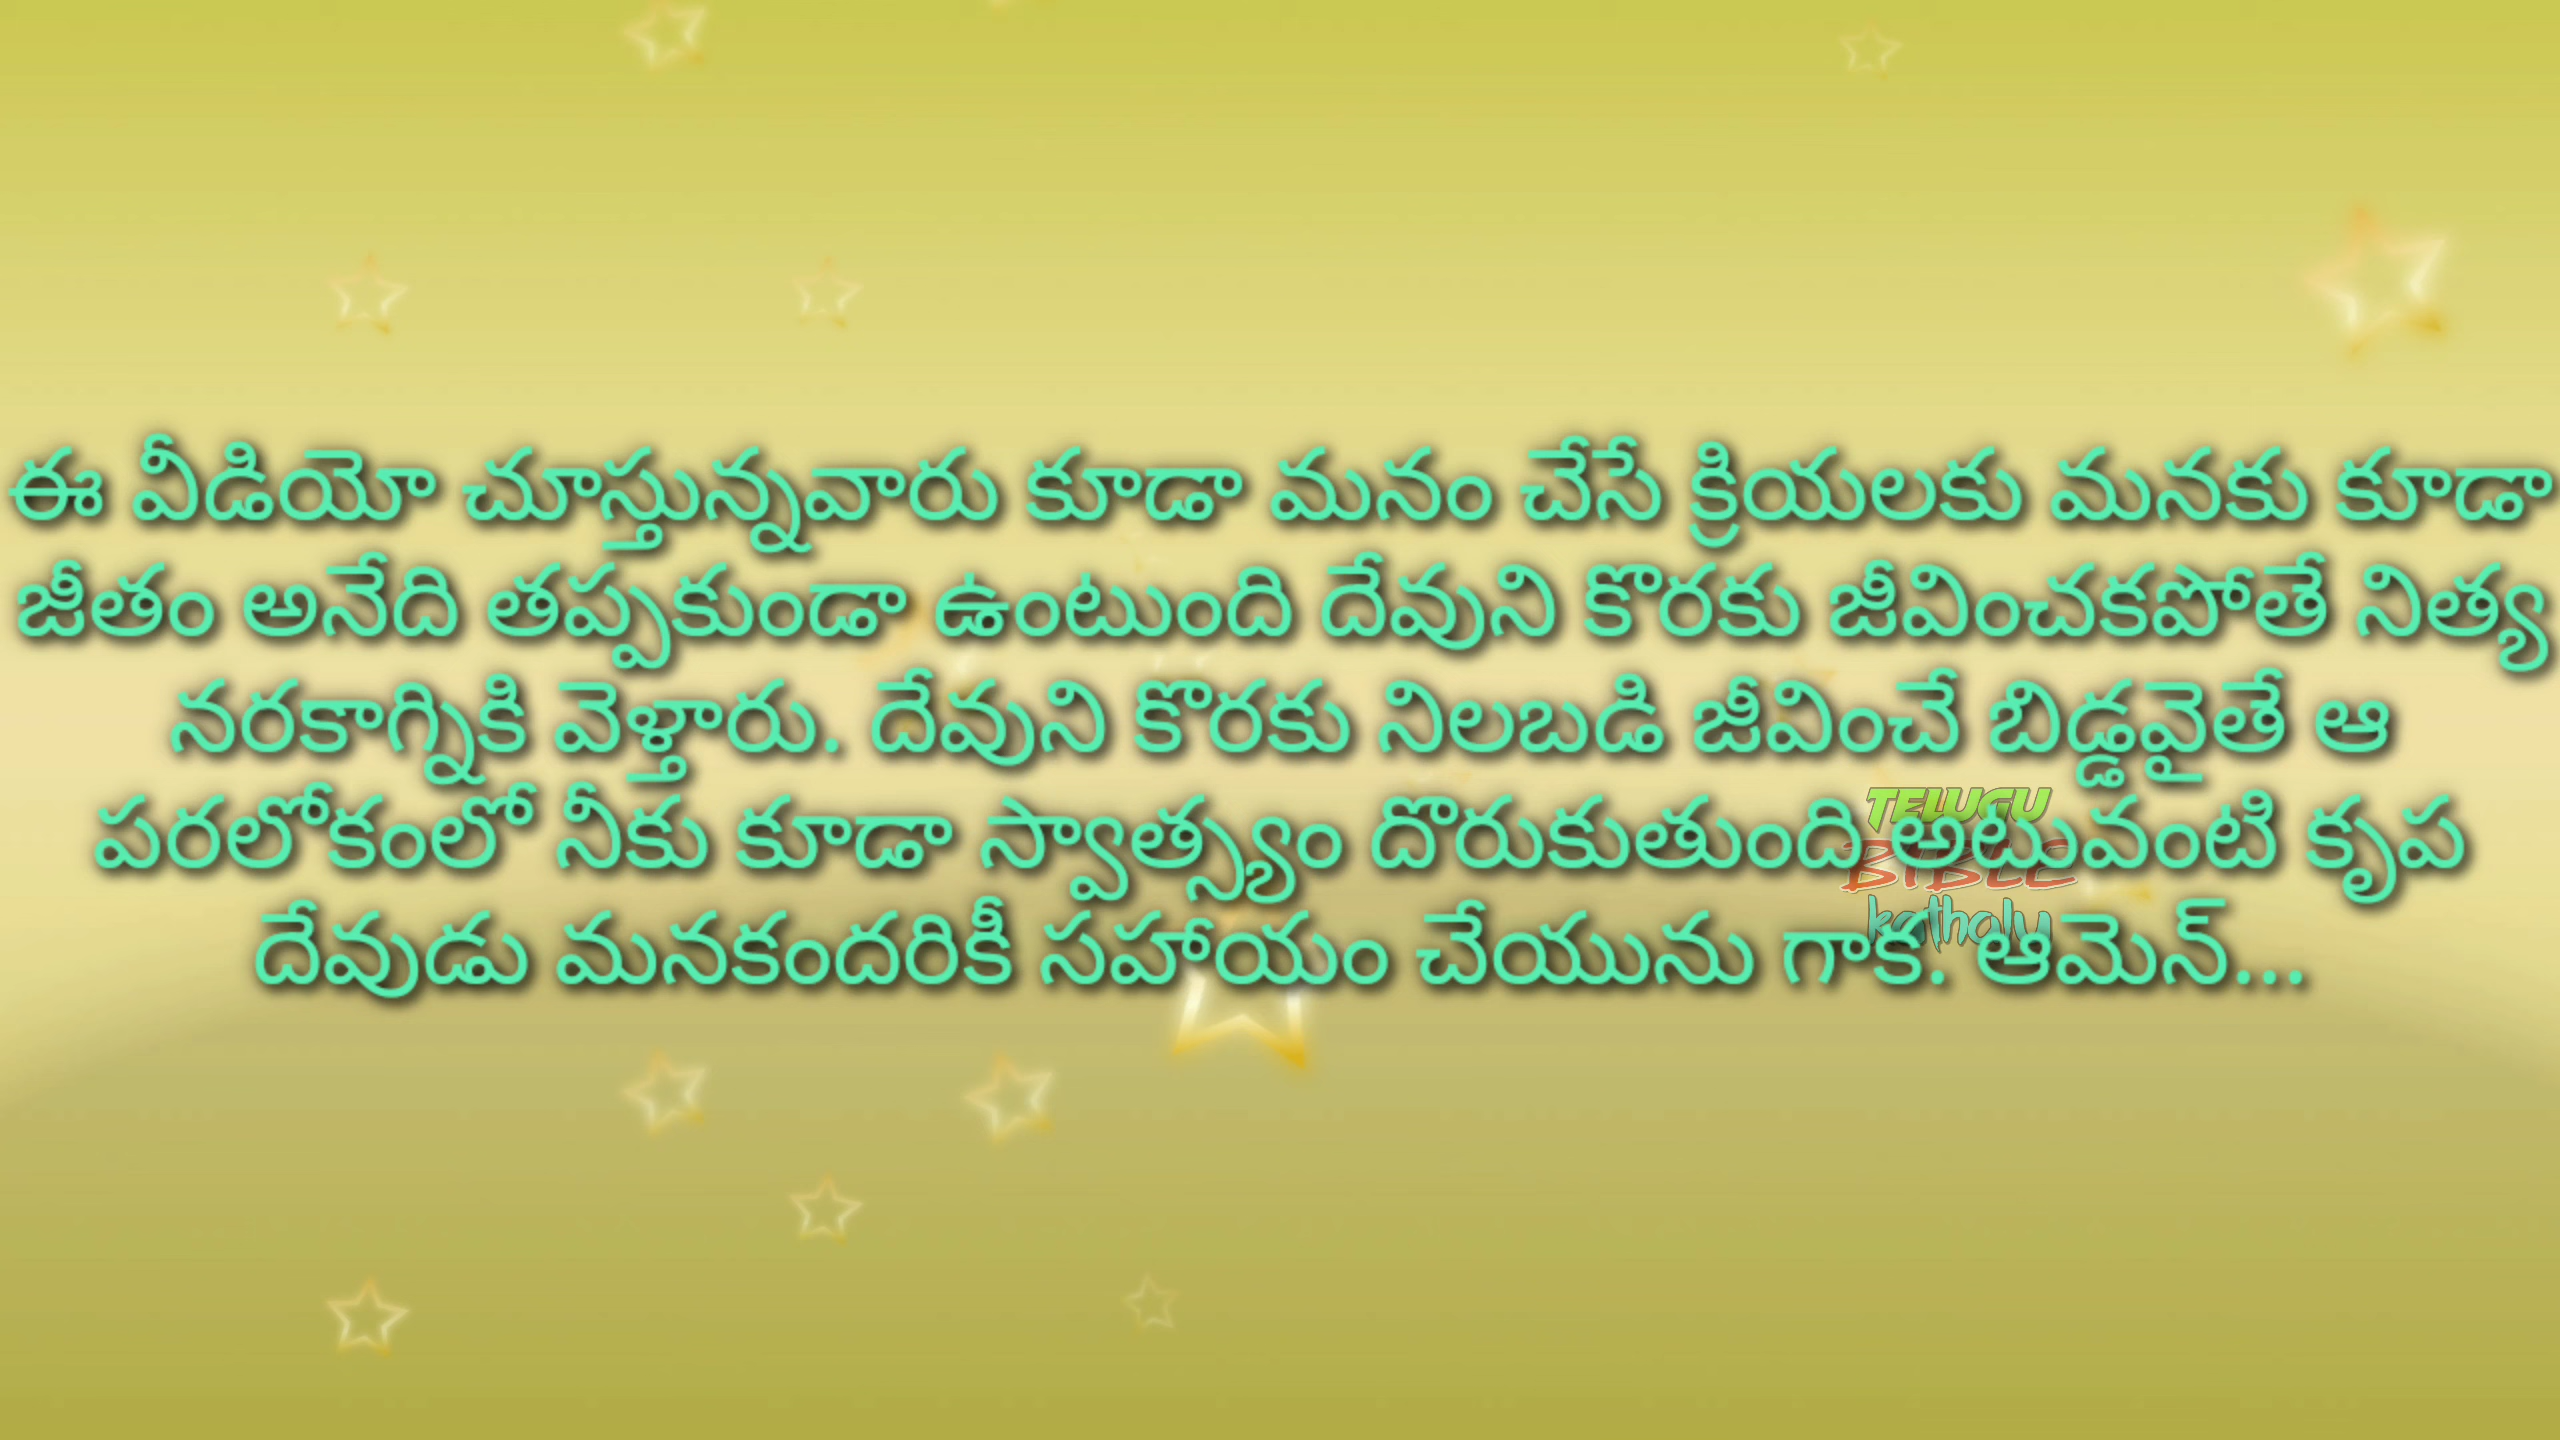 ఈ వీడియో చూస్తున్నవారు కూడా మనం చేసే క్రియలకు మనకు కూడా
జీతం అనేది తప్పకుండా ఉంటుంది దేవుని కొరకు జీవించకపోతే నిత్య
నరకాగ్నికి వెళ్తారు. దేవుని కొరకు నిలబడి జీవించే బిడ్డవైతే ఆ
పరలోకంలో నీకు కూడా స్వాత్స్యం దొరుకుతుంది అటువంటి కృప
దేవుడు మనకందరికీ సహాయం చేయును గాక. ఆమెన్...
TELUGU
BIBLE
kathalu